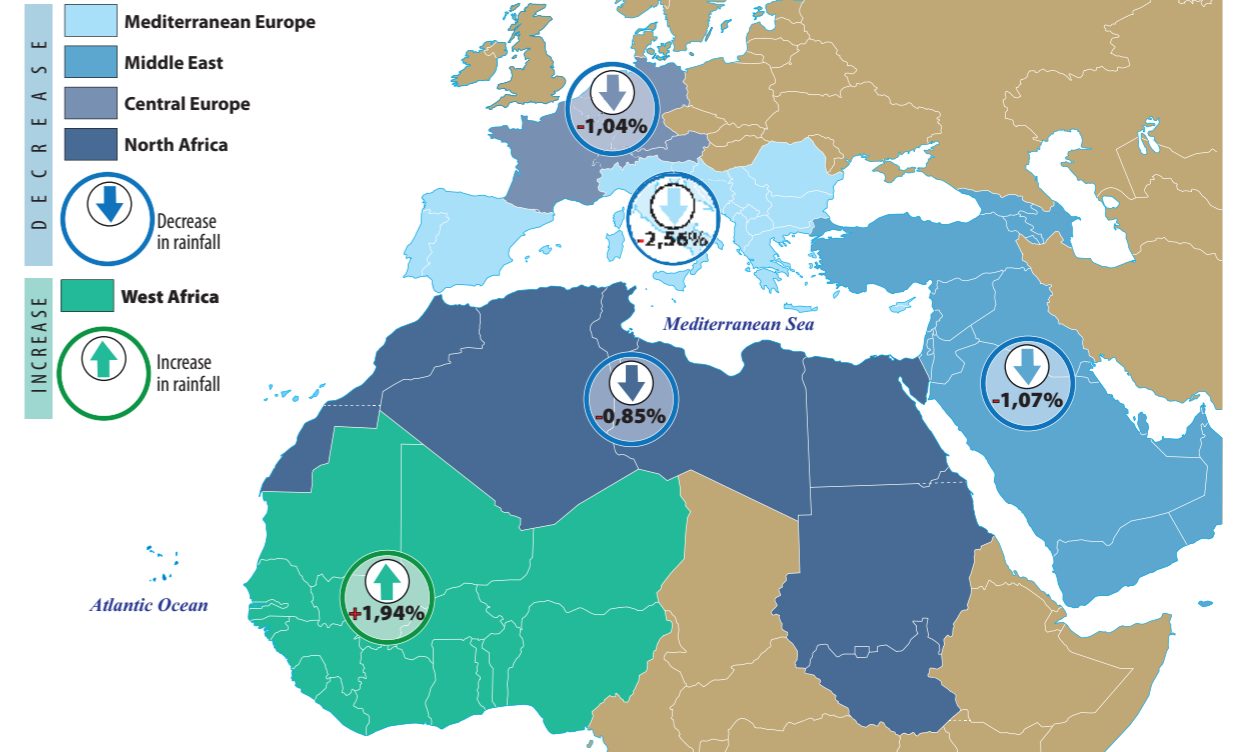 DECREASE
Mediterranean Europe
Middle East
Central Europe
North Africa
Decrease
in rainfall
INCREASE
West Africa
Increase
in rainfall
-1,04%
-2,56%
Mediterranean Sea
-0,85%
-1,07%
Atlantic Ocean
+1,94%